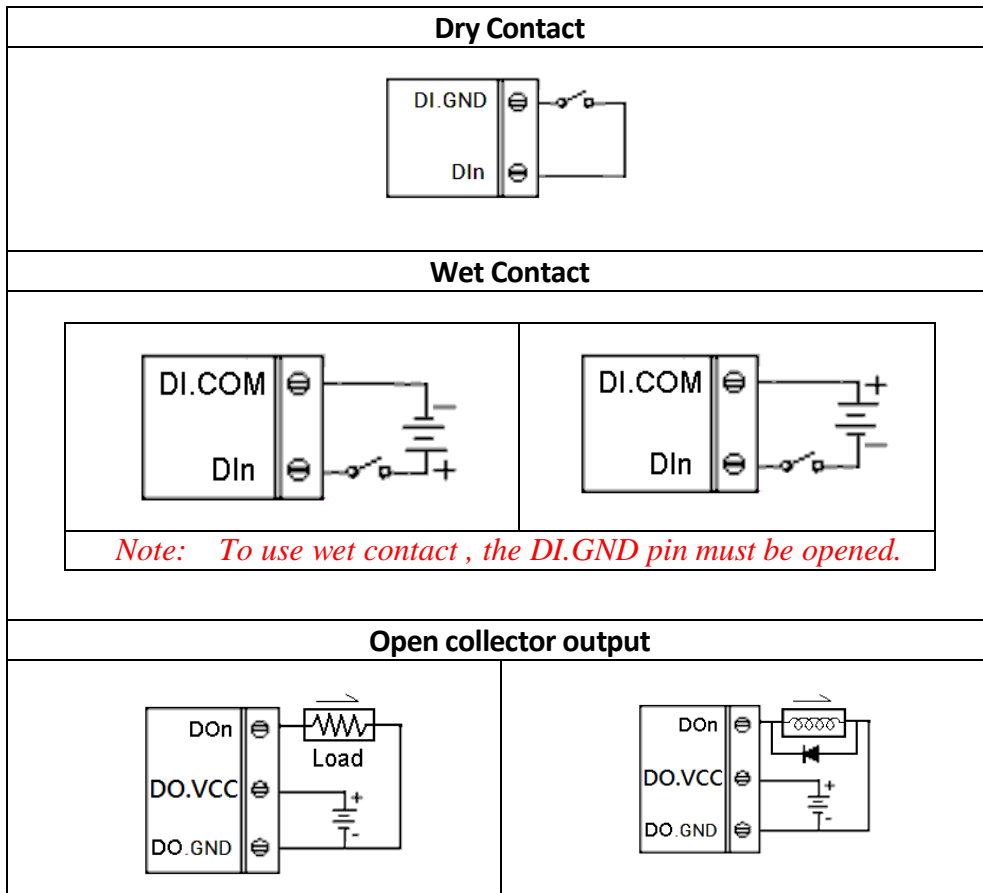 Dry Contact
DI.GND
DIn
Wet Contact
DI.COM
DIn
−
+
DI.COM
DIn
+
−
Note: To use wet contact , the DI.GND pin must be opened.
Open collector output
DOn
Load
DO.VCC
+
-
DO.GND
DOn
DO.VCC
+
-
DO.GND